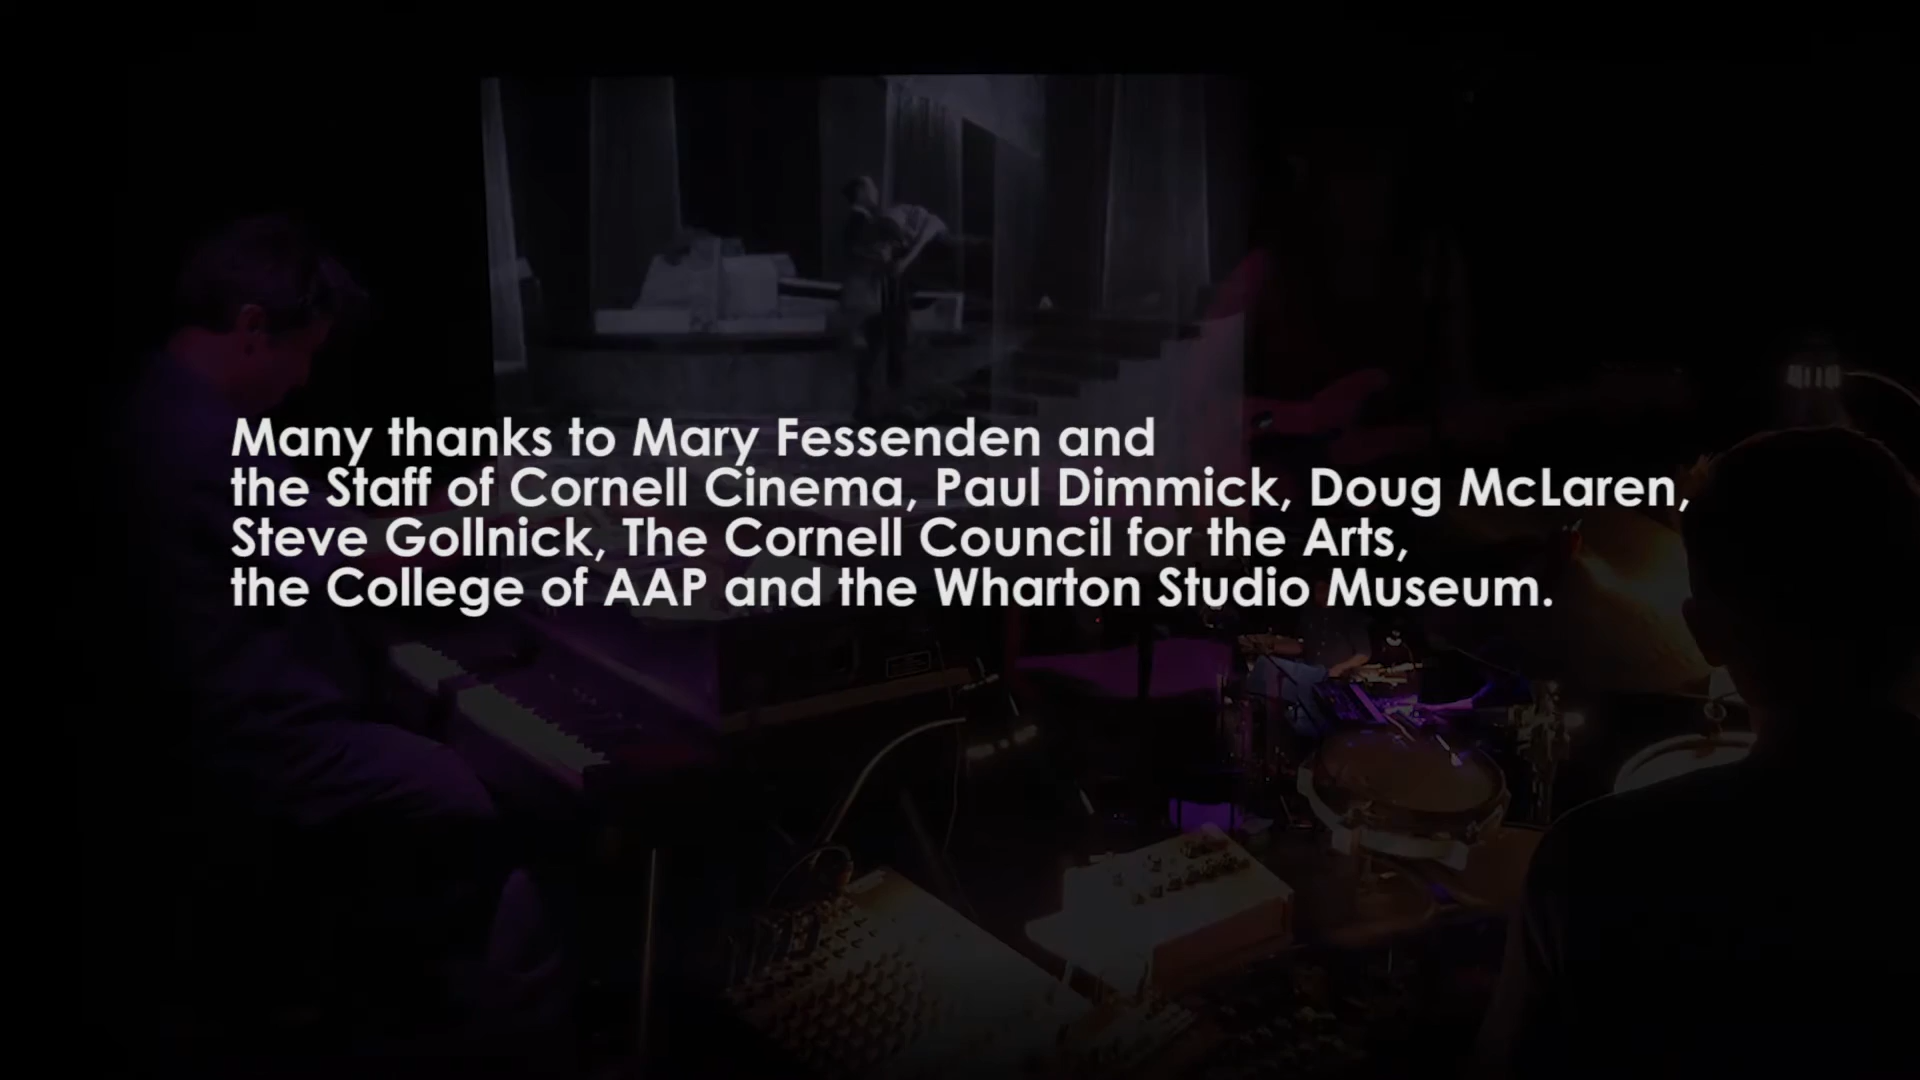 Many thanks to Mary Fessenden and
the Staff of Cornell Cinema, Paul Dimmick, Doug McLaren,
Steve Gollnick, The Cornell Council for the Arts,
the College of AAP and the Wharton Studio Museum.